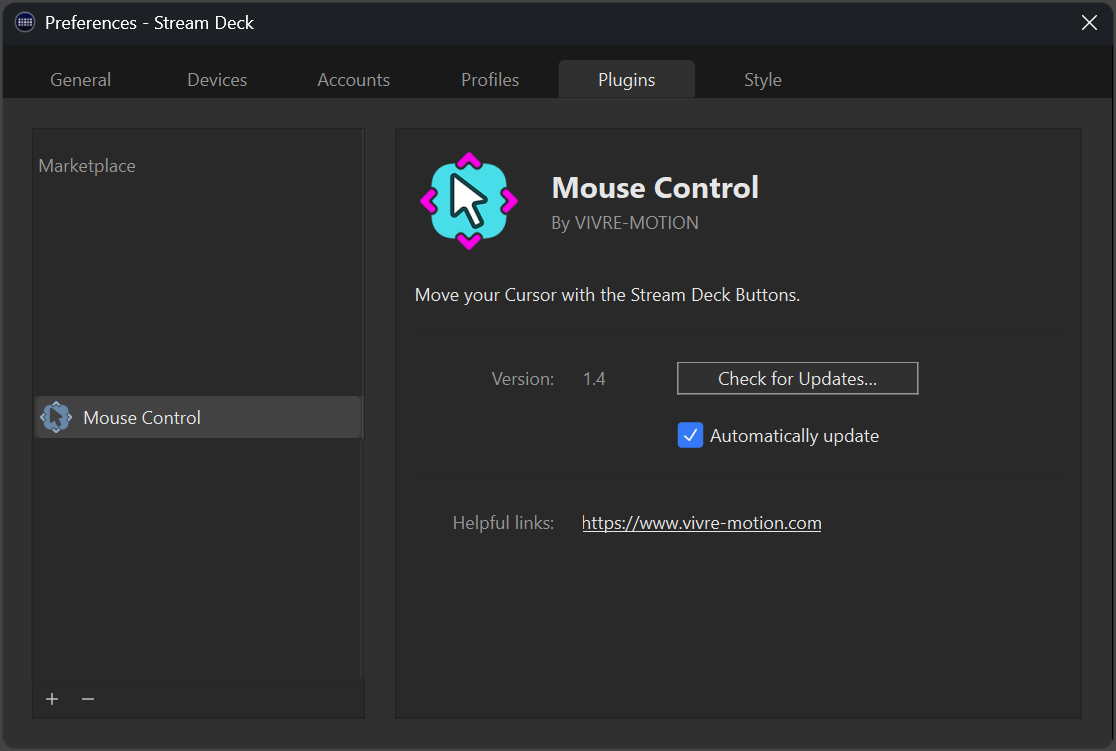 Preferences - Stream Deck
General Devices Accounts Profiles Plugins Style
Marketplace
Mouse Control
Mouse Control
By VIVRE-MOTION
Move your Cursor with the Stream Deck Buttons.
Version: 1.4 Check for Updates...
Automatically update
Helpful links: https://www.vivre-motion.com